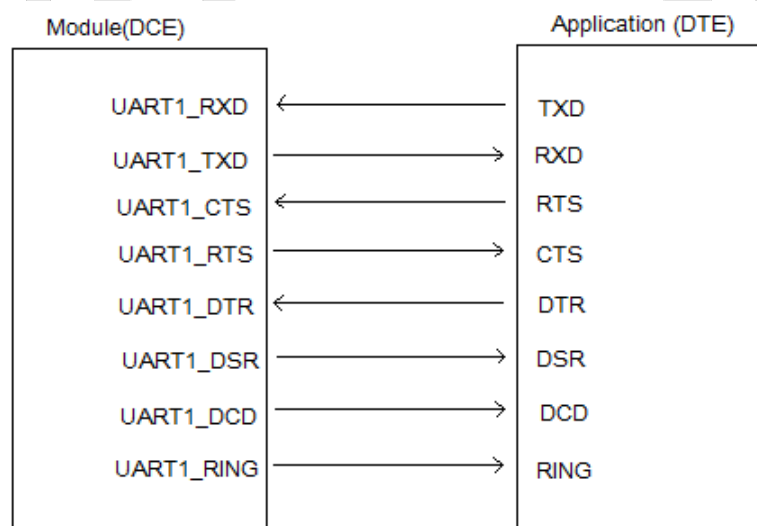 Module(DCE) Application (DTE)
UART1_RXD TXD
UART1_TXD RXD
UART1_CTS RTS
UART1_RTS CTS
UART1_DTR DTR
UART1_DSR DSR
UART1_DCD DCD
UART1_RING RING